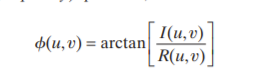 ϕ(u,v) = arctan[I(u,v)/R(u,v)]